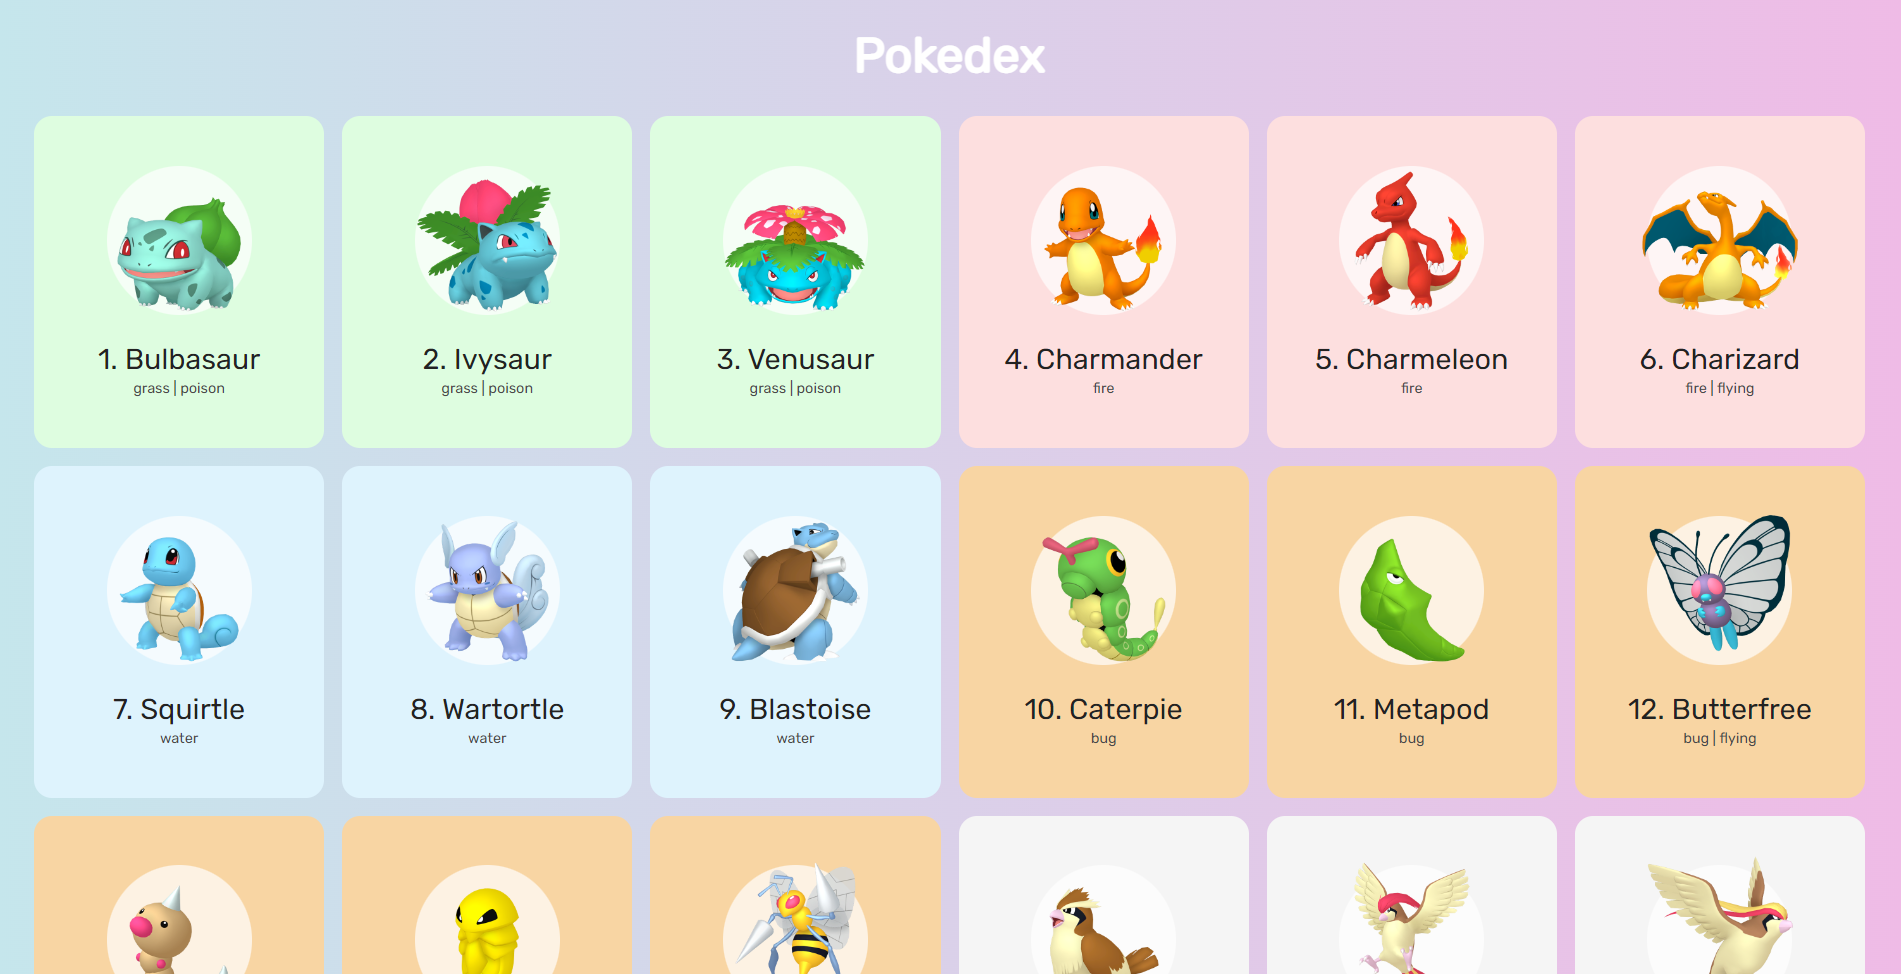 Pokedex
1. Bulbasaur
grass | poison
2. Ivysaur
grass | poison
3. Venusaur
grass | poison
4. Charmander
fire
5. Charmeleon
fire
6. Charizard
fire | flying
7. Squirtle
water
8. Wartortle
water
9. Blastoise
water
10. Caterpie
bug
11. Metapod
bug
12. Butterfree
bug | flying